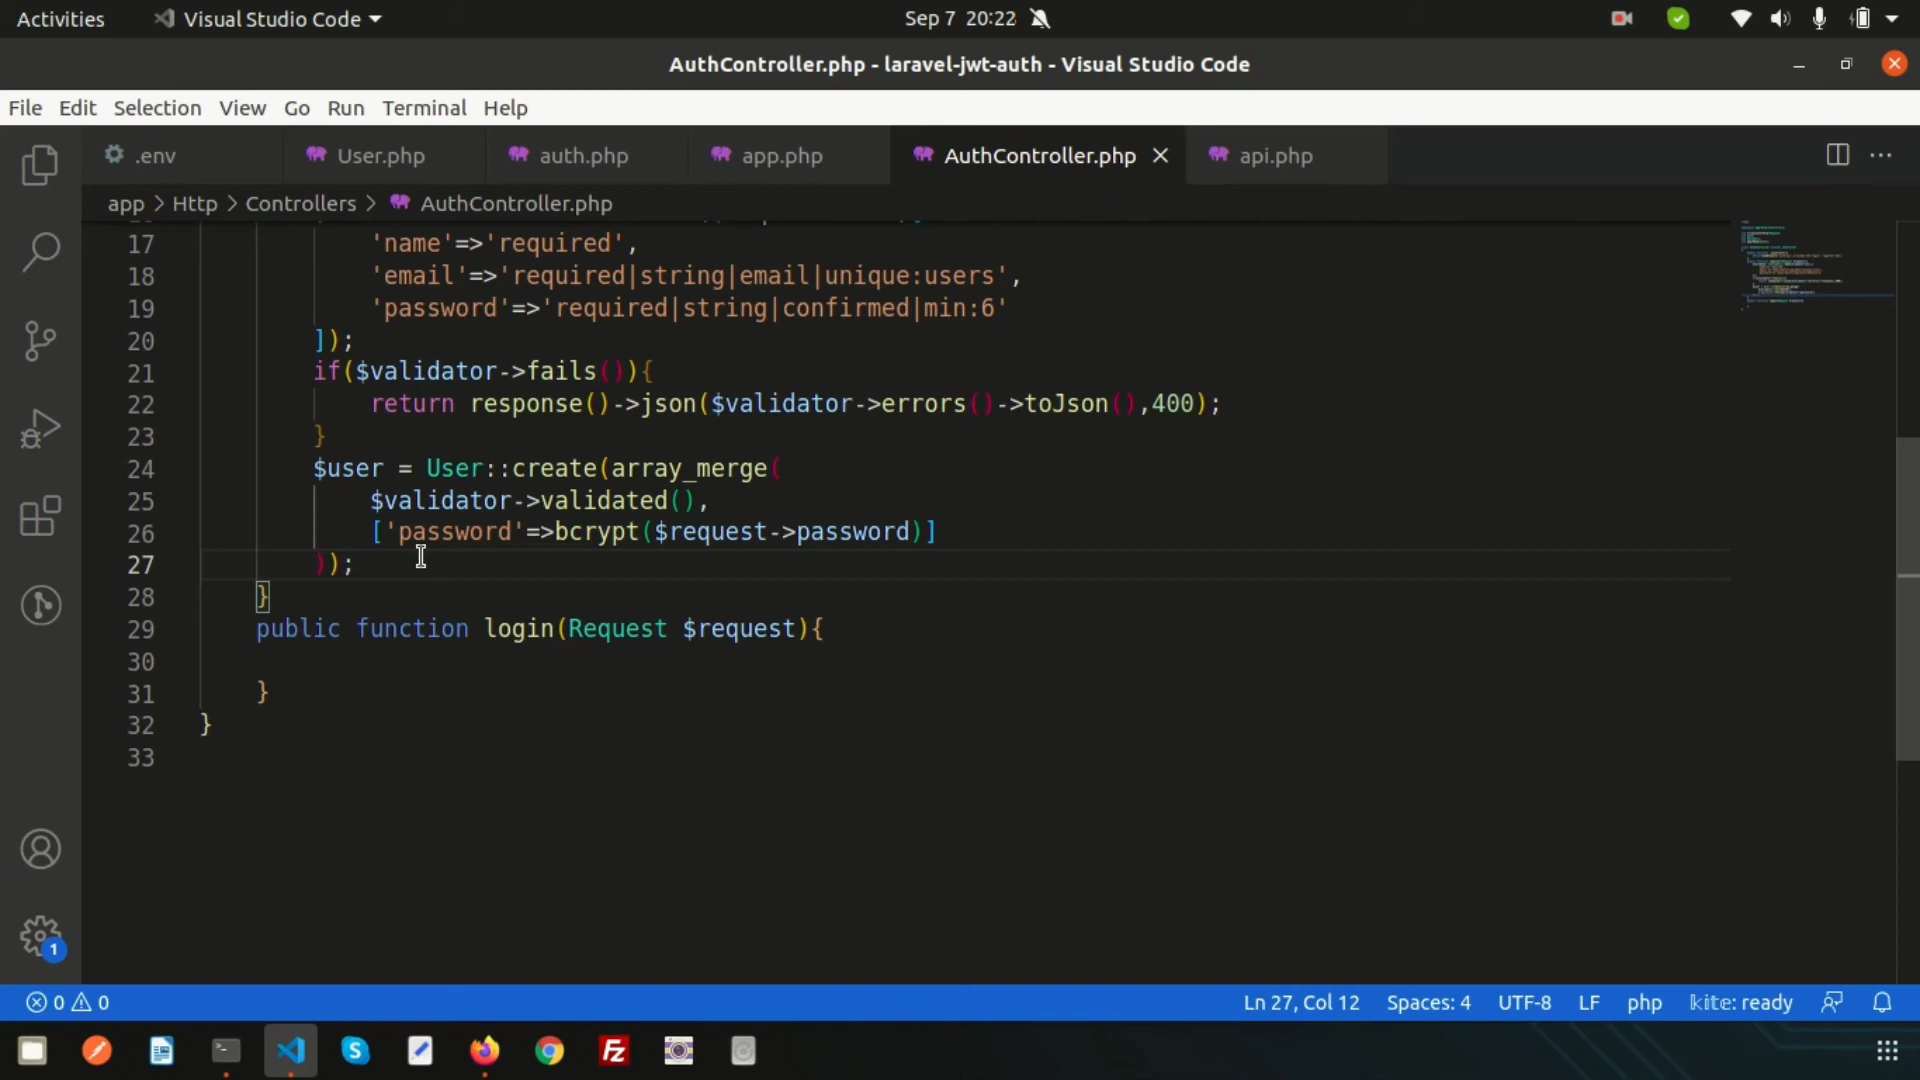 Activities Visual Studio Code Sep 7 20:22
AuthController.php - laravel-jwt-auth - Visual Studio Code
File Edit Selection View Go Run Terminal Help
.env User.php auth.php app.php AuthController.php api.php
app > Http > Controllers > AuthController.php
17 'name'=>'required',
18 'email'=>'required|string|email|unique:users',
19 'password'=>'required|string|confirmed|min:6'
20 ]);
21 if($validator->fails()){
22 return response()->json($validator->errors()->toJson(),400);
23 }
24 $user = User::create(array_merge(
25 $validator->validated(),
26 ['password'=>bcrypt($request->password)]
27 ));
28 }
29 public function login(Request $request){
30
31 }
32 }
33
1
0 0 Ln 27, Col 12 Spaces: 4 UTF-8 LF php kite: ready